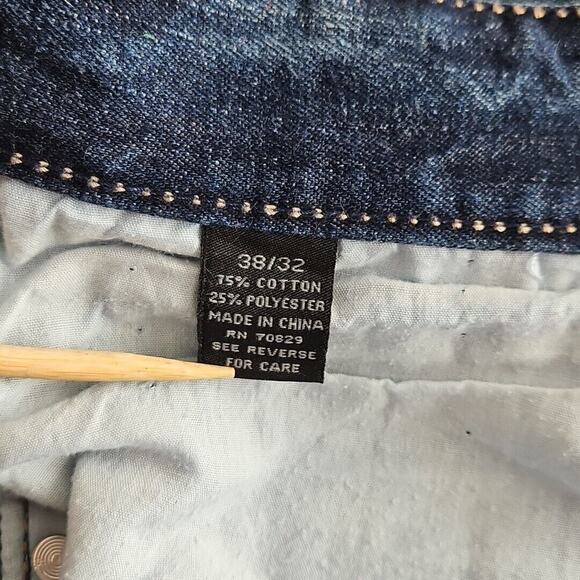 38/32
75% COTTON
25% POLYESTER
MADE IN CHINA
RN 70829
SEE REVERSE
FOR CARE